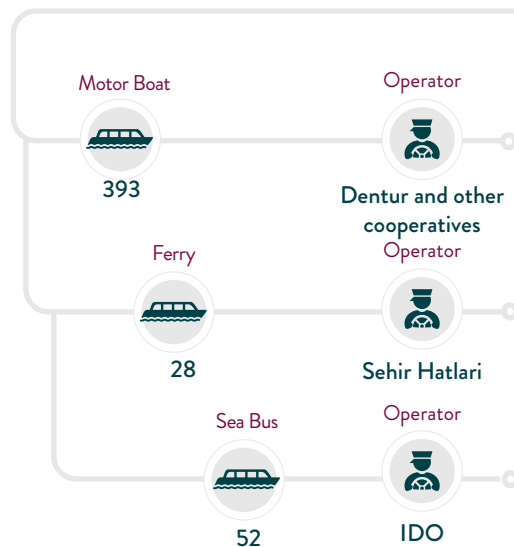 Motor Boat
Operator
393
Dentur and other
cooperatives
Ferry
Operator
28
Sehir Hatlari
Sea Bus
Operator
52
IDO